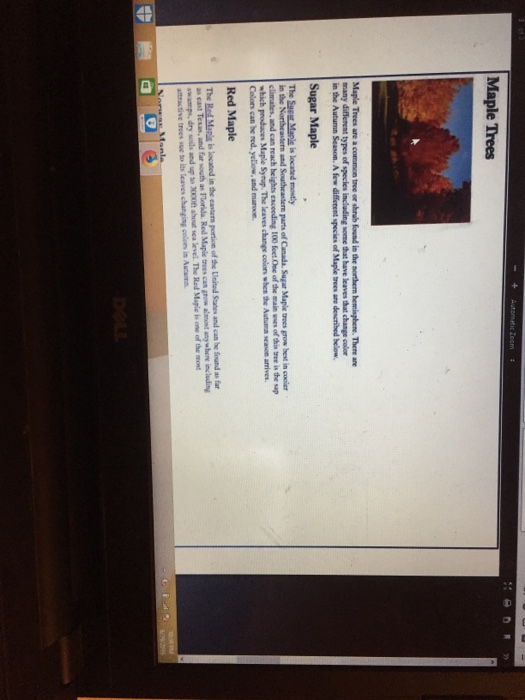 Automatic Zoom
Maple Trees
Maple Trees are a common tree or shrub found in the northern hemisphere. There are
many different types of species including some that have leaves that change color
in the Autumn Season. A few different species of Maple trees are described below.
Sugar Maple
The Sugar Maple is located mostly
in the Northeastern and Southeastern parts of Canada. Sugar Maple trees grow best in cooler
climates, and can reach heights exceeding 100 feet.One of the main uses of this tree is the sap
which produces Maple Syrup. The leaves change colors when the Autumn season arrives.
Colors can be red, yellow, and maroon.
Red Maple
The Red Maple is located in the eastern portion of the United States and can be found as far
as east Texas, and far south as Florida. Red Maple trees can grow almost anywhere including
swamps, dry soils and up to 3000ft about sea level. The Red Maple is one of the most
attractive trees due to its leaves changing colors in Autumn.
Norway Maple
DELL